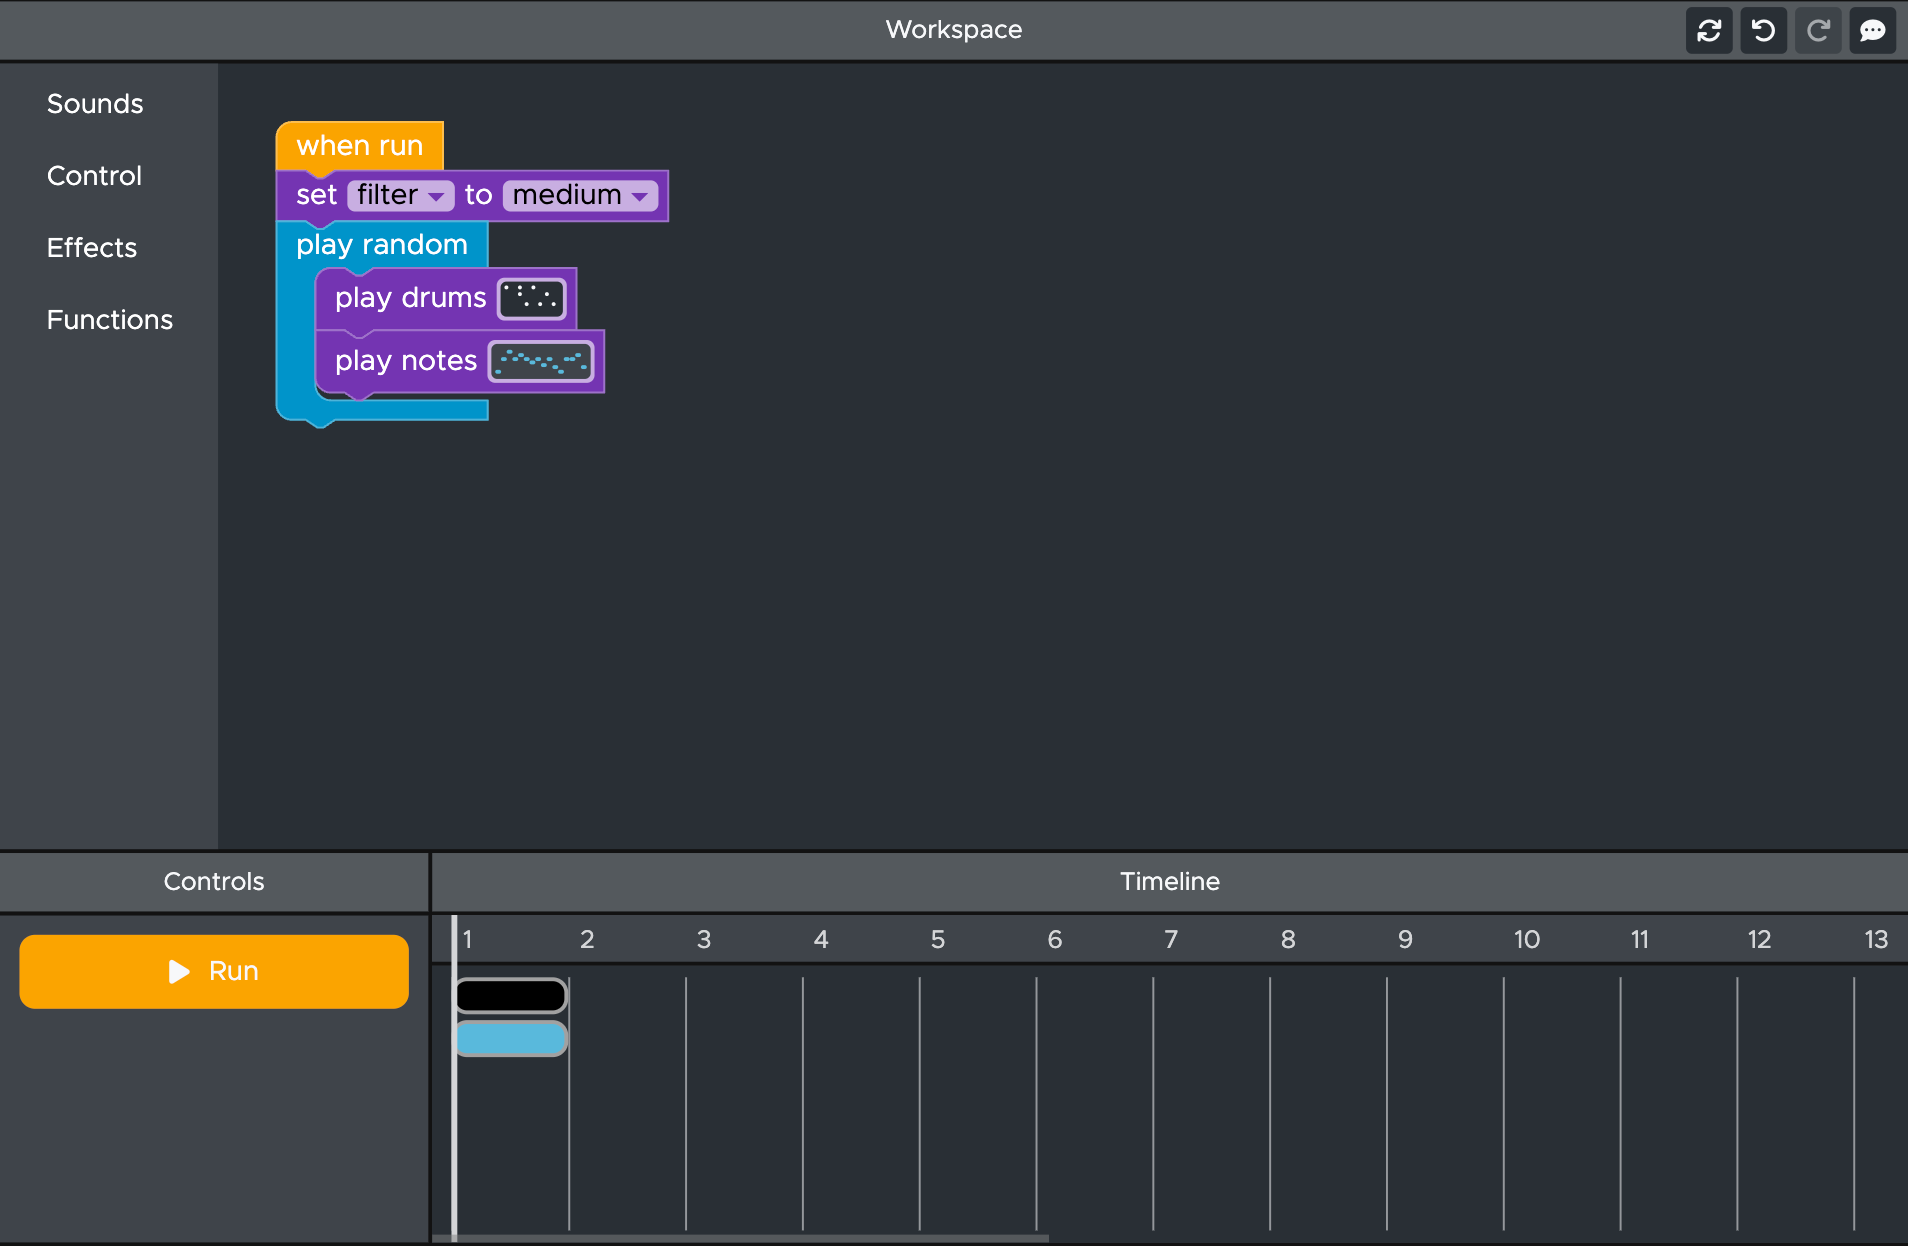 Workspace
Sounds
Control
Effects
Functions
when run
set filter to medium
play random
play drums
play notes
Controls
Timeline
Run
1 2 3 4 5 6 7 8 9 10 11 12 13